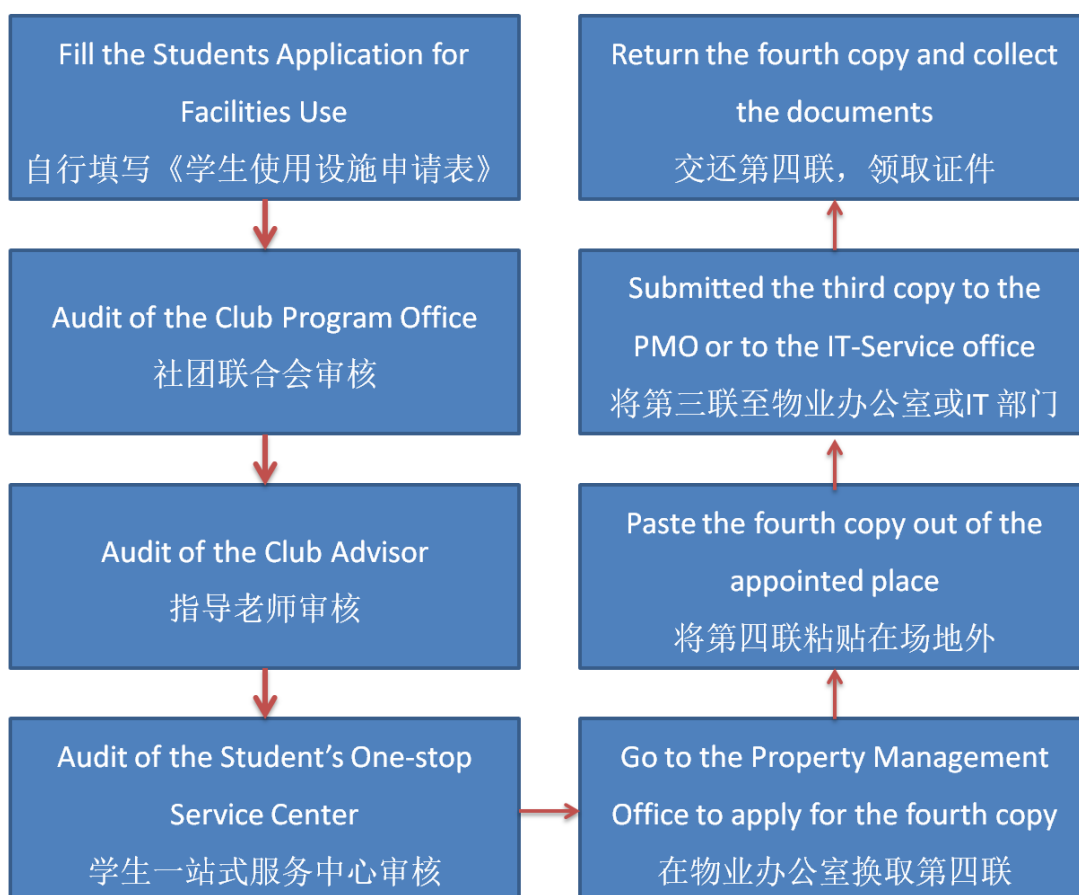 Fill the Students Application for
Facilities Use
自行填写《学生使用设施申请表》
Audit of the Club Program Office
社团联合会审核
Audit of the Club Advisor
指导老师审核
Audit of the Student's One-stop
Service Center
学生一站式服务中心审核
Go to the Property Management
Office to apply for the fourth copy
在物业办公室换取第四联
Paste the fourth copy out of the
appointed place
将第四联粘贴在场地外
Submitted the third copy to the
PMO or to the IT-Service office
将第三联至物业办公室或IT 部门
Return the fourth copy and collect
the documents
交还第四联，领取证件